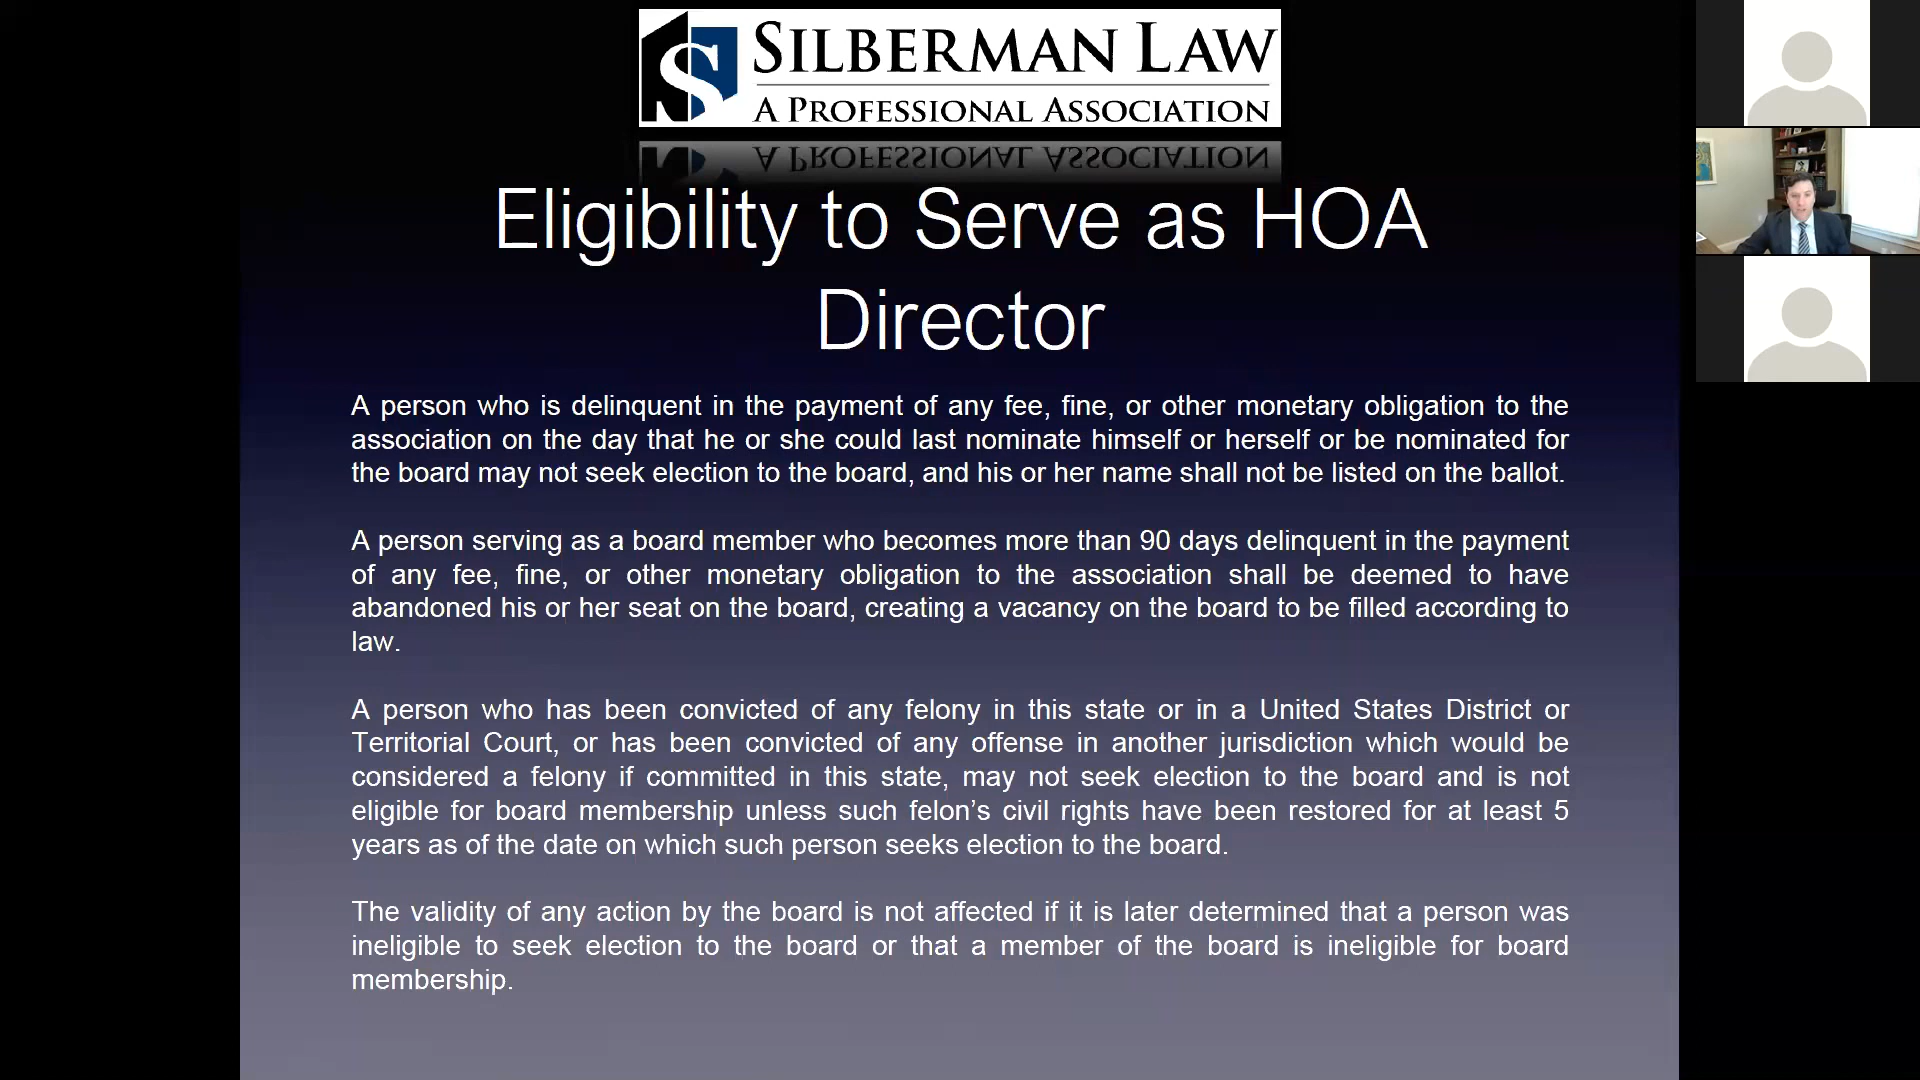 SILBERMAN LAW
A PROFESSIONAL ASSOCIATION
Eligibility to Serve as HOA
Director
A person who is delinquent in the payment of any fee, fine, or other monetary obligation to the
association on the day that he or she could last nominate himself or herself or be nominated for
the board may not seek election to the board, and his or her name shall not be listed on the ballot.
A person serving as a board member who becomes more than 90 days delinquent in the payment
of any fee, fine, or other monetary obligation to the association shall be deemed to have
abandoned his or her seat on the board, creating a vacancy on the board to be filled according to
law.
A person who has been convicted of any felony in this state or in a United States District or
Territorial Court, or has been convicted of any offense in another jurisdiction which would be
considered a felony if committed in this state, may not seek election to the board and is not
eligible for board membership unless such felon’s civil rights have been restored for at least 5
years as of the date on which such person seeks election to the board.
The validity of any action by the board is not affected if it is later determined that a person was
ineligible to seek election to the board or that a member of the board is ineligible for board
membership.